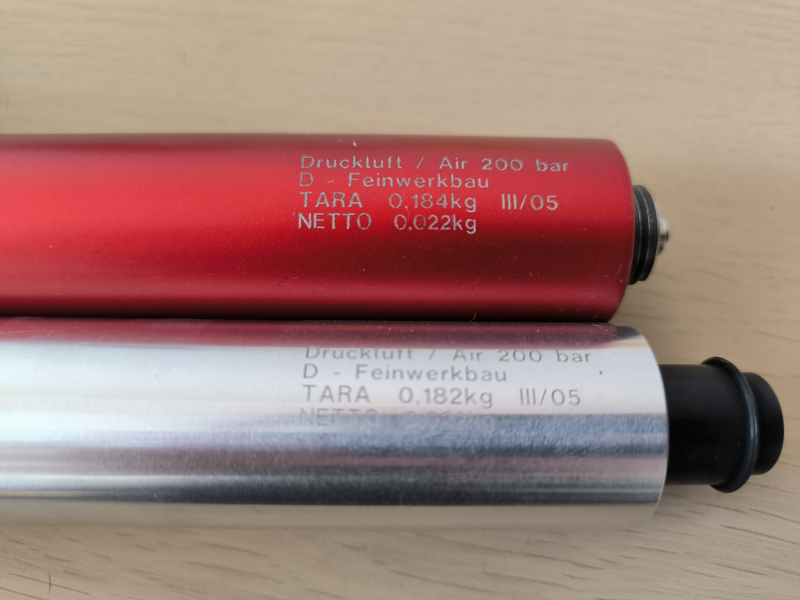 Druckluft / Air 200 bar
D - Feinwerkbau
TARA 0,184kg III/05
NETTO 0,022kg
Druckluft / Air 200 bar
D - Feinwerkbau
TARA 0.182kg III/05
NETTO